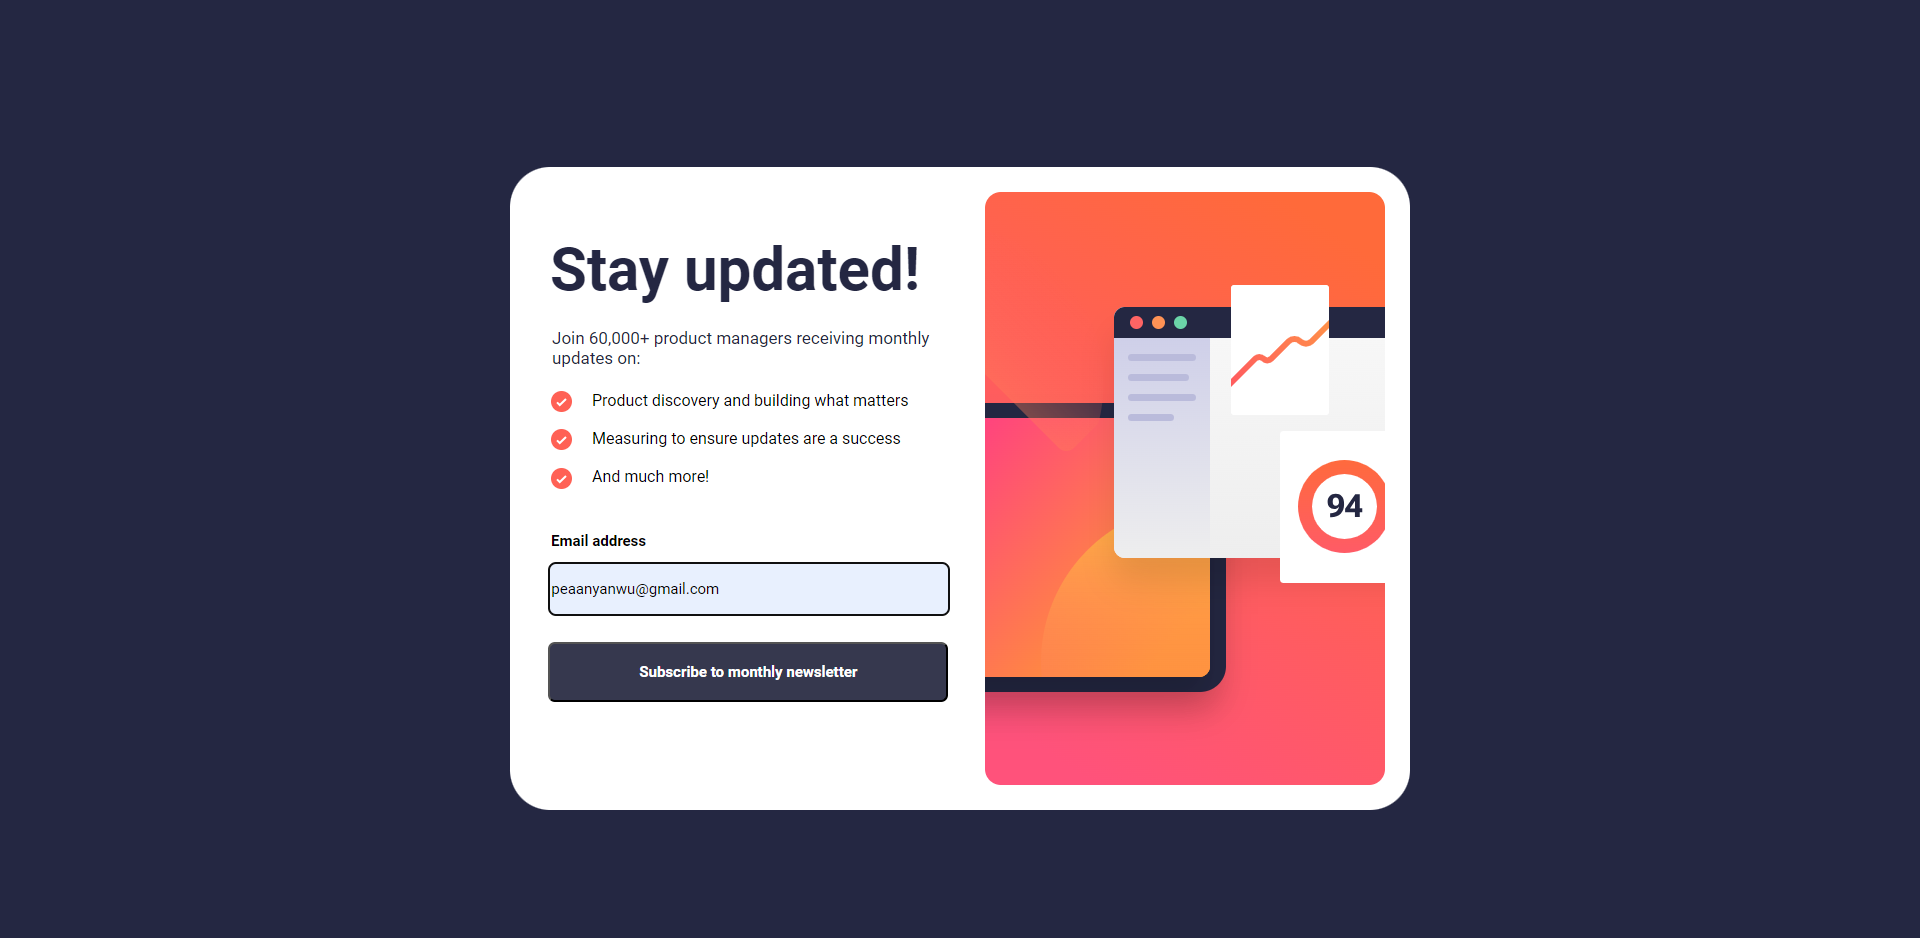 Stay updated!
Join 60,000+ product managers receiving monthly
updates on:
Product discovery and building what matters
Measuring to ensure updates are a success
And much more!
Email address
peaanyanwu@gmail.com
Subscribe to monthly newsletter
94